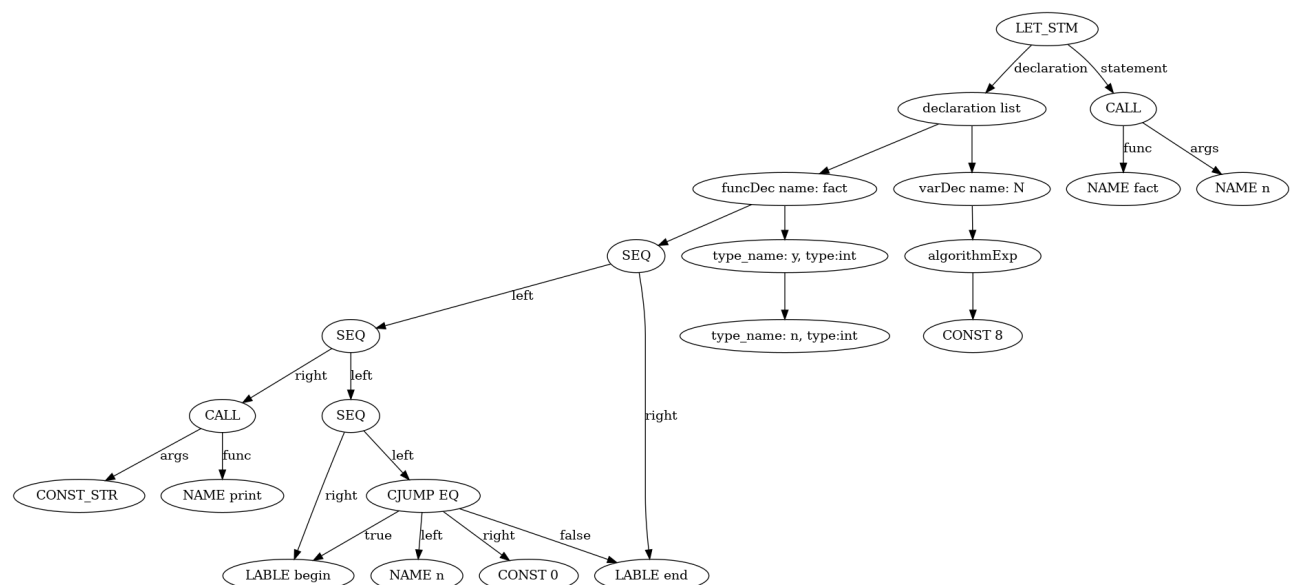 LET_STM
declaration
statement
declaration list
CALL
func
args
funcDec name: fact
varDec name: N
NAME fact
NAME n
SEQ
type_name: y, type:int
algorithmExp
left
SEQ
type_name: n, type:int
CONST 8
right
left
CALL
SEQ
right
args
func
left
CONST_STR
NAME print
right
CJUMP EQ
true
left
right
false
LABLE begin
NAME n
CONST 0
LABLE end